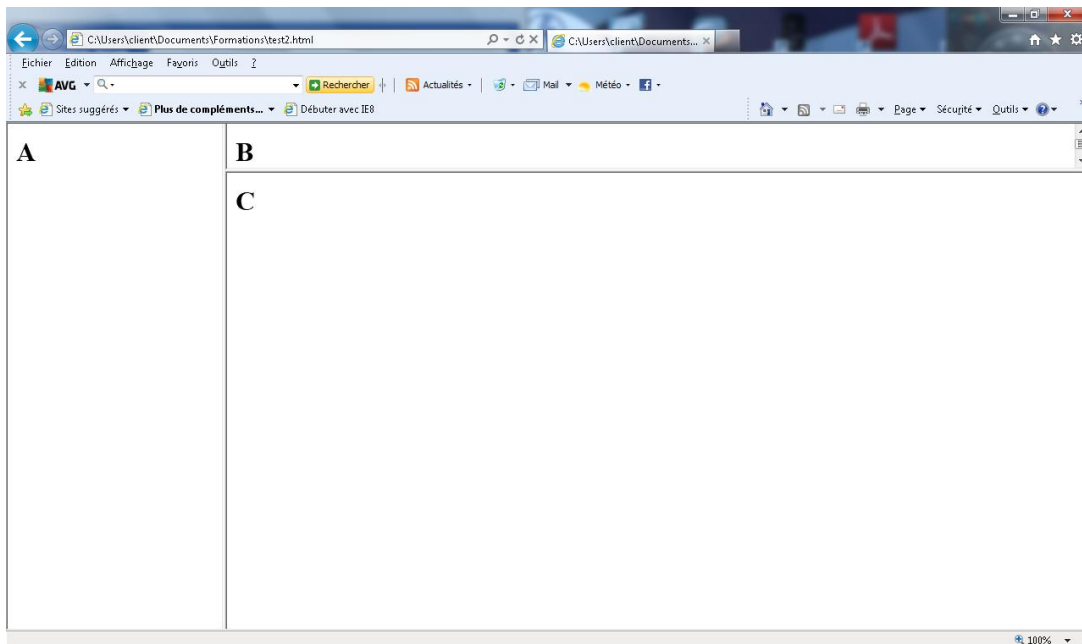 C:\Users\client\Documents\Formations\test2.html
C:\Users\client\Documents...
Fichier Edition Affichage Favoris Outils ?
AVG Rechercher Actualités Mail Météo
Sites suggérés Plus de compléments... Débuter avec IE8 Page Sécurité Outils
A
B
C
100%